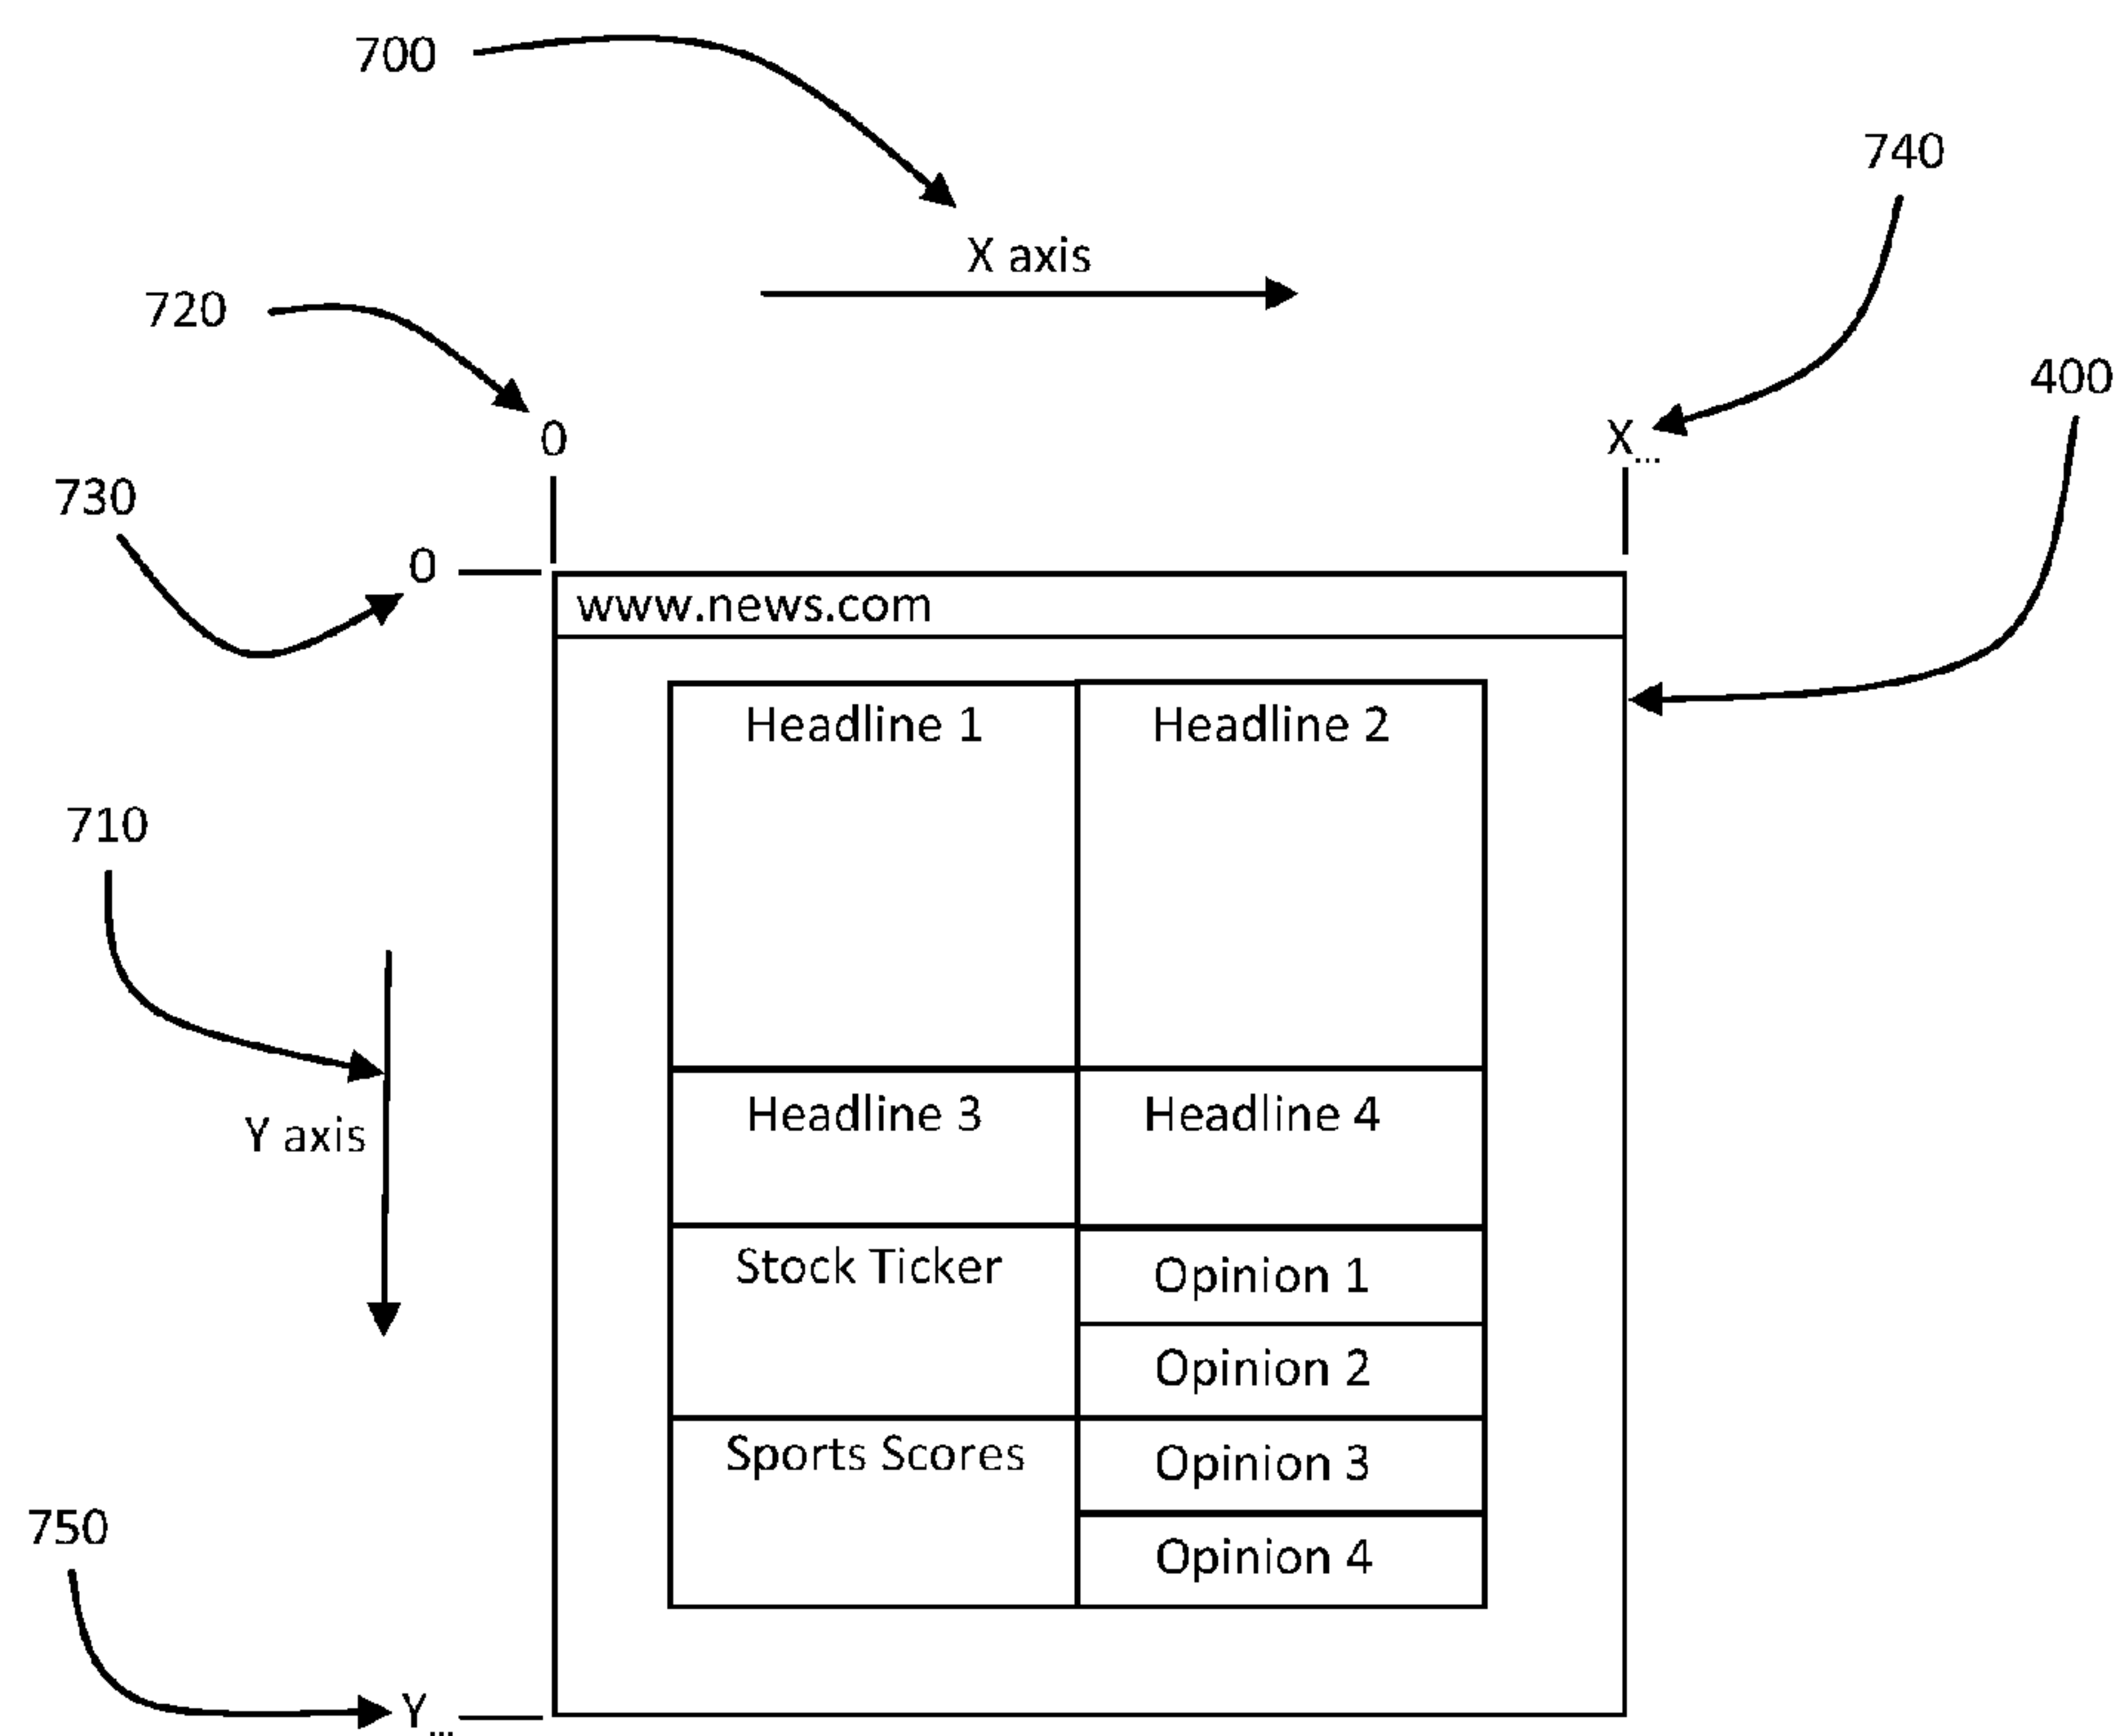 700
740
X axis
720
400
0
X...
730
0
www.news.com
Headline 1
Headline 2
710
Headline 3
Headline 4
Y axis
Stock Ticker
Opinion 1
Opinion 2
Sports Scores
Opinion 3
750
Opinion 4
Y...